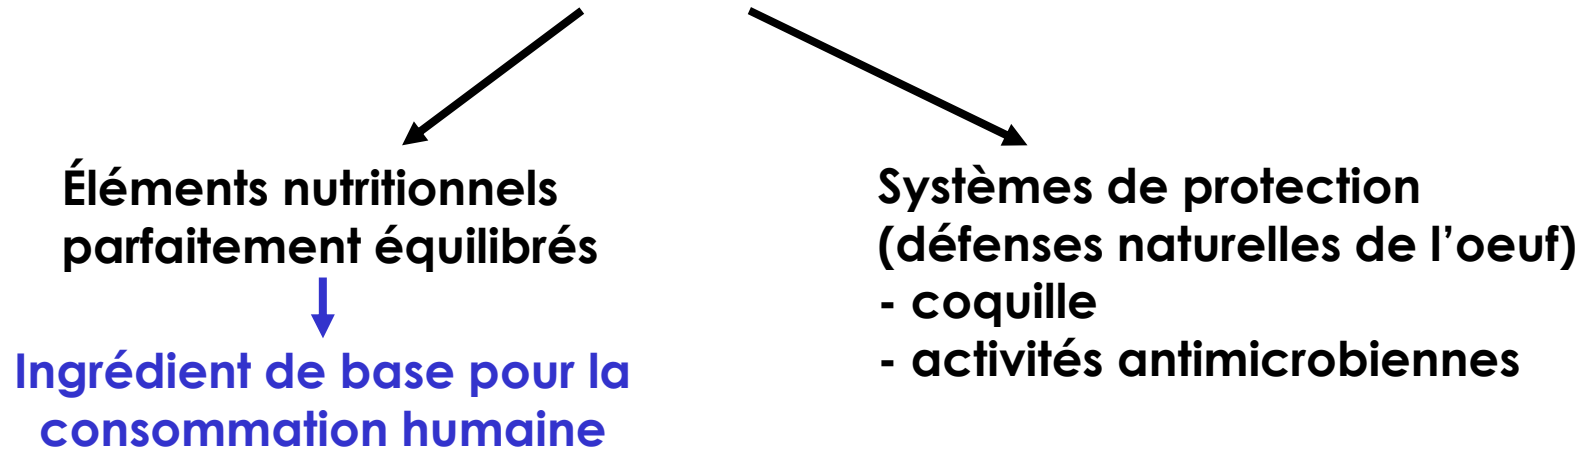 Éléments nutritionnels
parfaitement équilibrés
Ingrédient de base pour la
consommation humaine
Systèmes de protection
(défenses naturelles de l’oeuf)
- coquille
- activités antimicrobiennes